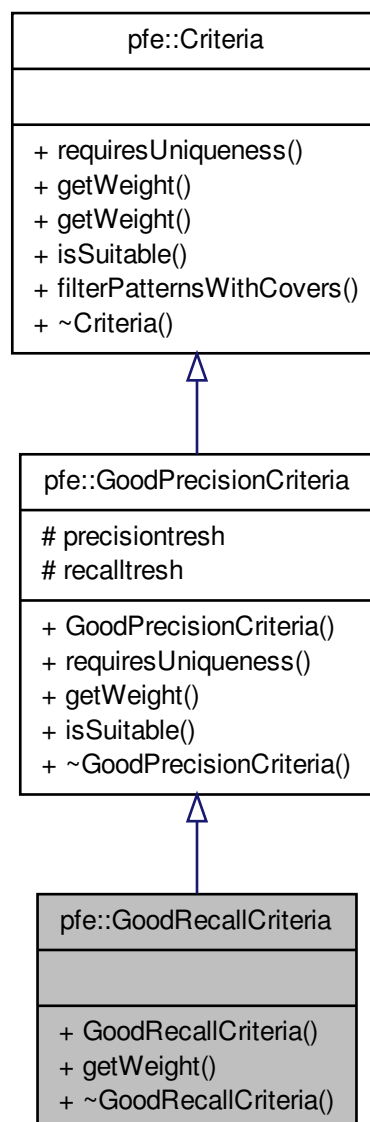 pfe::Criteria
+ requiresUniqueness()
+ getWeight()
+ getWeight()
+ isSuitable()
+ filterPatternsWithCovers()
+ ~Criteria()
pfe::GoodPrecisionCriteria
# precisiontresh
# recalltresh
+ GoodPrecisionCriteria()
+ requiresUniqueness()
+ getWeight()
+ isSuitable()
+ ~GoodPrecisionCriteria()
pfe::GoodRecallCriteria
+ GoodRecallCriteria()
+ getWeight()
+ ~GoodRecallCriteria()